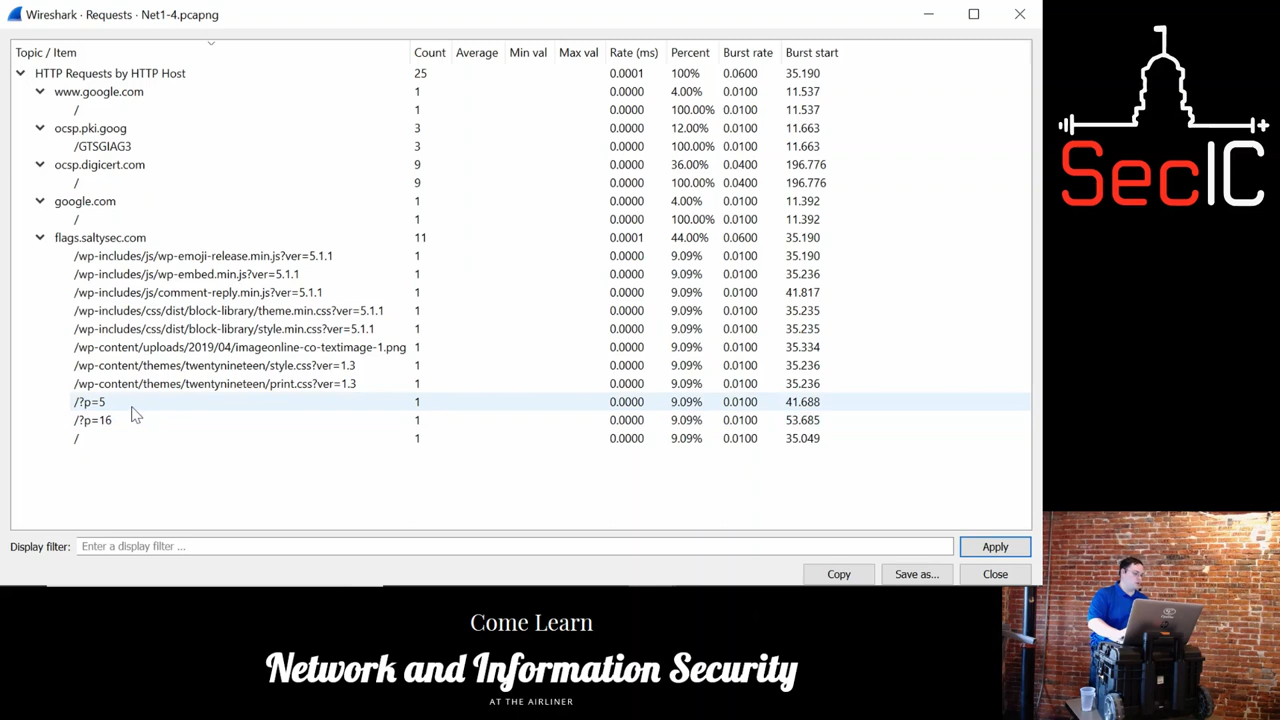 Wireshark · Requests · Net1-4.pcapng
Topic / Item Count Average Min val Max val Rate (ms) Percent Burst rate Burst start
HTTP Requests by HTTP Host 25 0.0001 100% 0.0600 35.190
www.google.com 1 0.0000 4.00% 0.0100 11.537
/ 1 0.0000 100.00% 0.0100 11.537
ocsp.pki.goog 3 0.0000 12.00% 0.0100 11.663
/GTSGIAG3 3 0.0000 100.00% 0.0100 11.663
ocsp.digicert.com 9 0.0000 36.00% 0.0400 196.776
/ 9 0.0000 100.00% 0.0400 196.776
google.com 1 0.0000 4.00% 0.0100 11.392
/ 1 0.0000 100.00% 0.0100 11.392
flags.saltysec.com 11 0.0001 44.00% 0.0600 35.190
/wp-includes/js/wp-emoji-release.min.js?ver=5.1.1 1 0.0000 9.09% 0.0100 35.190
/wp-includes/js/wp-embed.min.js?ver=5.1.1 1 0.0000 9.09% 0.0100 35.236
/wp-includes/js/comment-reply.min.js?ver=5.1.1 1 0.0000 9.09% 0.0100 41.817
/wp-includes/css/dist/block-library/theme.min.css?ver=5.1.1 1 0.0000 9.09% 0.0100 35.235
/wp-includes/css/dist/block-library/style.min.css?ver=5.1.1 1 0.0000 9.09% 0.0100 35.235
/wp-content/uploads/2019/04/imageonline-co-textimage-1.png 1 0.0000 9.09% 0.0100 35.334
/wp-content/themes/twentynineteen/style.css?ver=1.3 1 0.0000 9.09% 0.0100 35.236
/wp-content/themes/twentynineteen/print.css?ver=1.3 1 0.0000 9.09% 0.0100 35.236
/?p=5 1 0.0000 9.09% 0.0100 41.688
/?p=16 1 0.0000 9.09% 0.0100 53.685
/ 1 0.0000 9.09% 0.0100 35.049
Display filter: Enter a display filter ... Apply
Copy Save as... Close
SecIC
Come Learn
Network and Information Security
AT THE AIRLINER